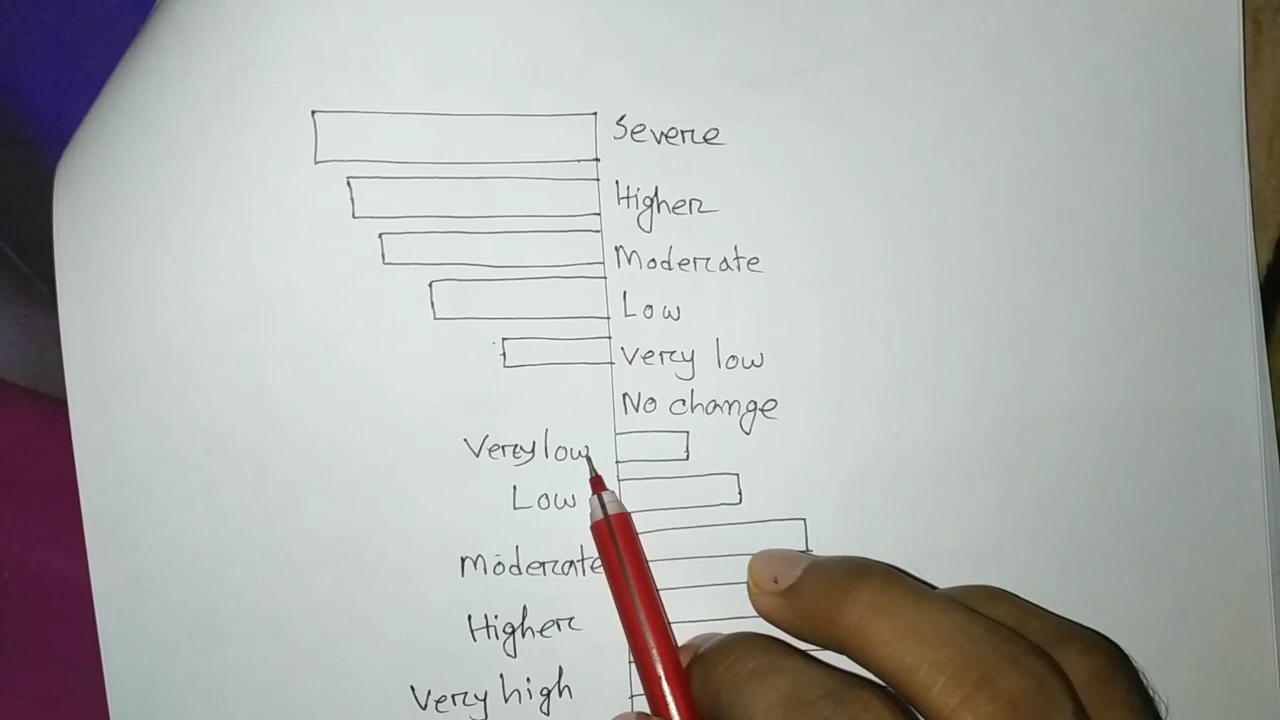 Severe
Higher
Moderate
Low
Very low
No change
Very low
Low
Moderate
Higher
Very high